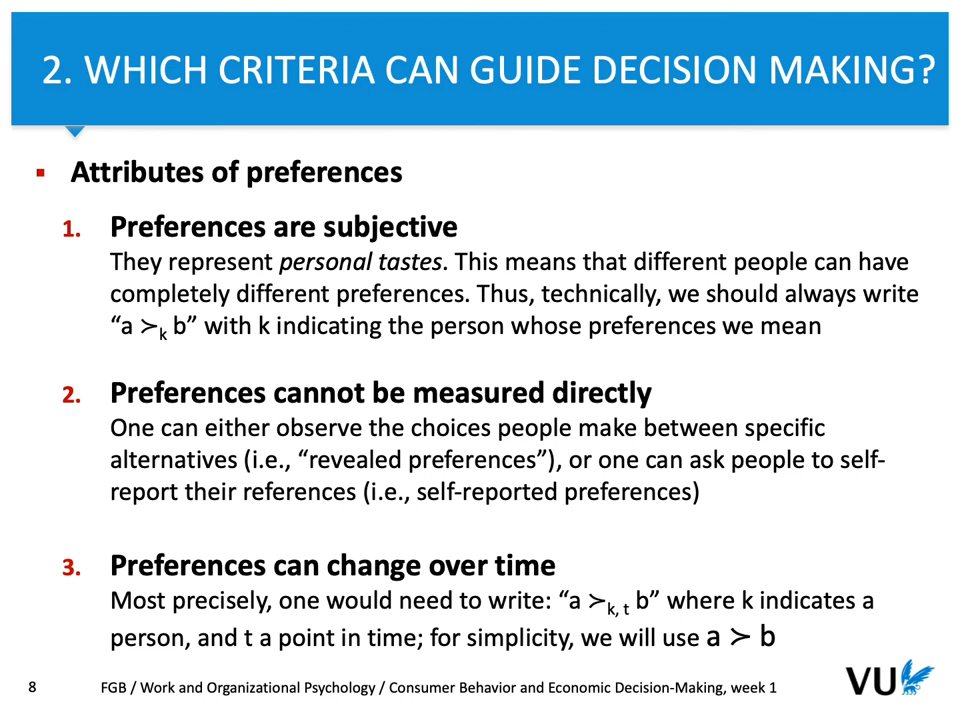 2. WHICH CRITERIA CAN GUIDE DECISION MAKING?
▪ Attributes of preferences
1. Preferences are subjective
They represent personal tastes. This means that different people can have
completely different preferences. Thus, technically, we should always write
“a ≻k b” with k indicating the person whose preferences we mean
2. Preferences cannot be measured directly
One can either observe the choices people make between specific
alternatives (i.e., “revealed preferences”), or one can ask people to self-
report their references (i.e., self-reported preferences)
3. Preferences can change over time
Most precisely, one would need to write: “a ≻k, t b” where k indicates a
person, and t a point in time; for simplicity, we will use a ≻ b
8 FGB / Work and Organizational Psychology / Consumer Behavior and Economic Decision-Making, week 1
VU